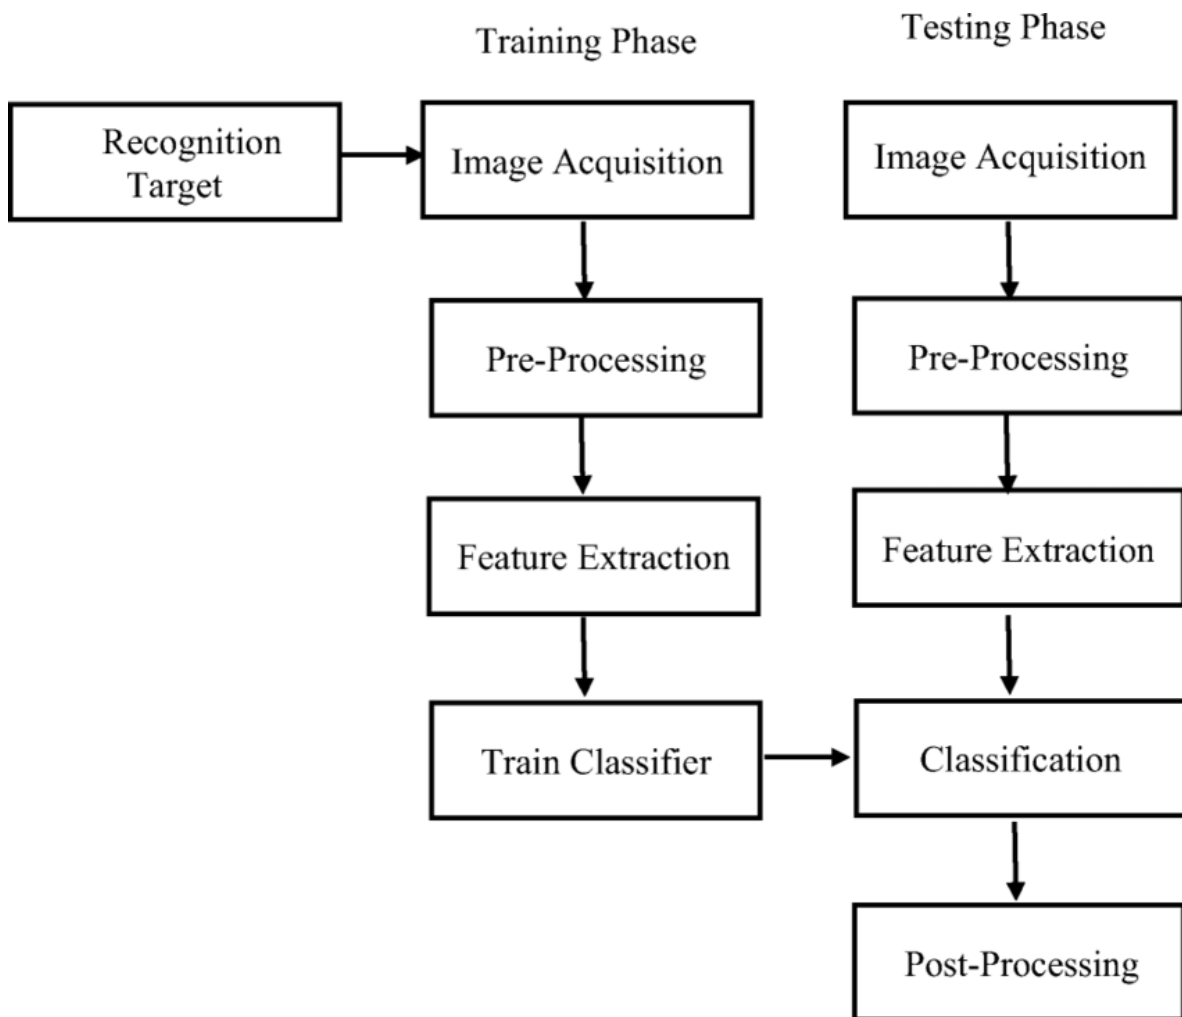 Training Phase
Testing Phase
Recognition
Target
Image Acquisition
Image Acquisition
Pre-Processing
Pre-Processing
Feature Extraction
Feature Extraction
Train Classifier
Classification
Post-Processing